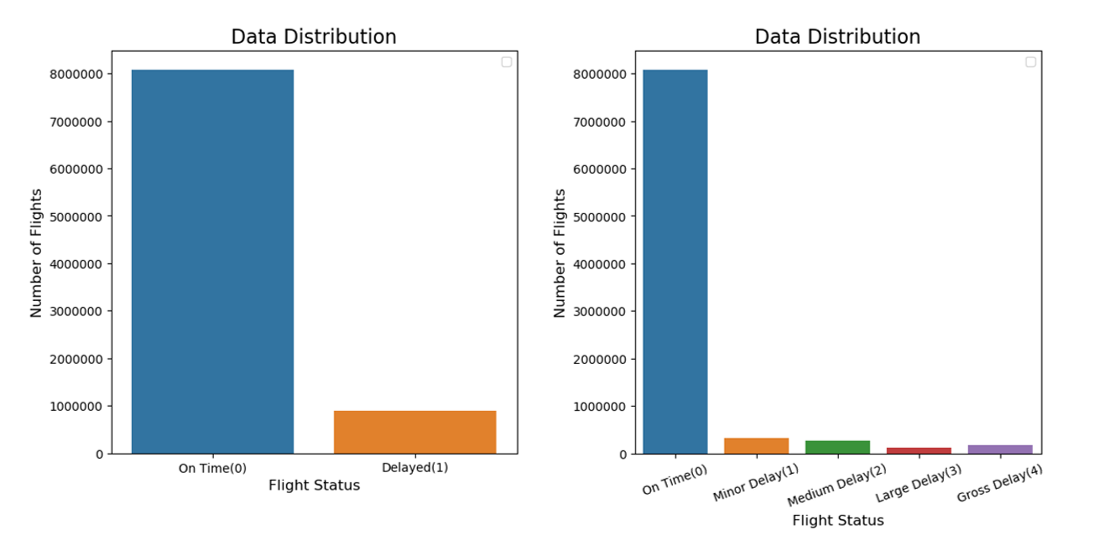 Data Distribution
Number of Flights
8000000
7000000
6000000
5000000
4000000
3000000
2000000
1000000
0
On Time(0) Delayed(1)
Flight Status
Data Distribution
Number of Flights
8000000
7000000
6000000
5000000
4000000
3000000
2000000
1000000
0
On Time(0) Minor Delay(1) Medium Delay(2) Large Delay(3) Gross Delay(4)
Flight Status